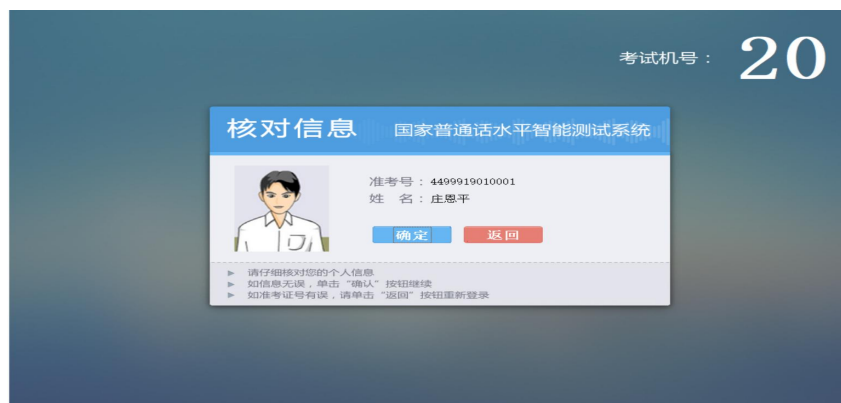 考试机号： 20
核对信息 国家普通话水平智能测试系统
准考号：4499919010001
姓 名：庄恩平
确定 返回
请仔细核对您的个人信息
如信息无误，单击“确认”按钮继续
如准考证号有误，请单击“返回”按钮重新登录